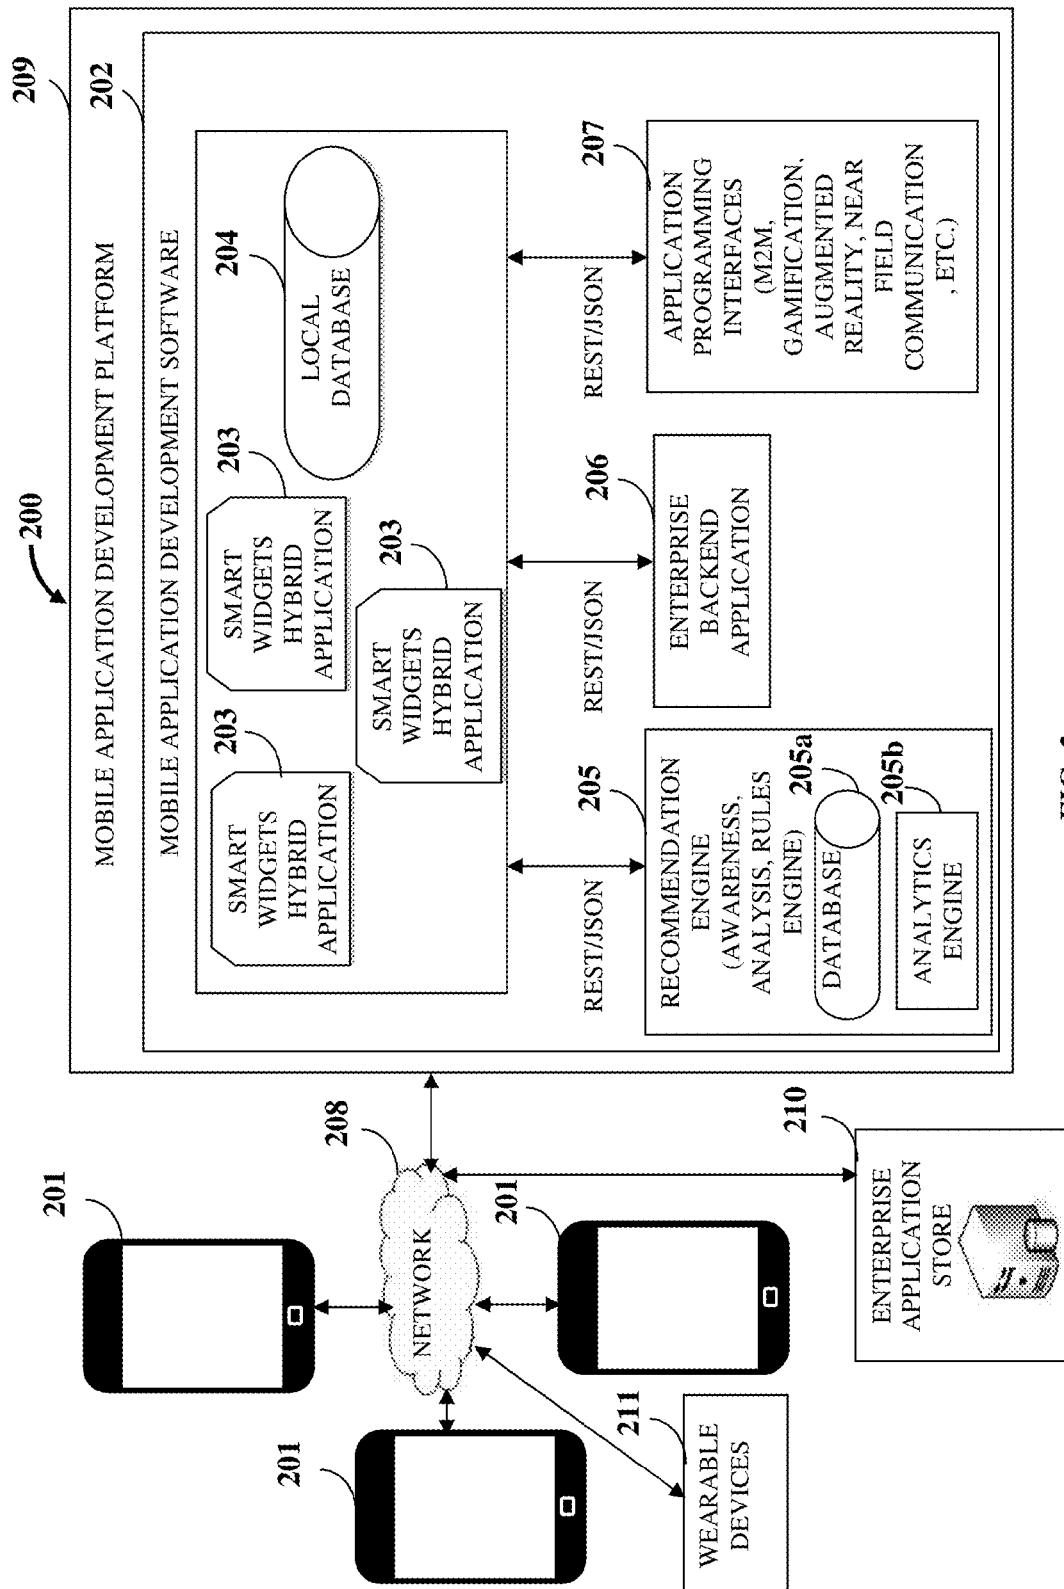 200
209
MOBILE APPLICATION DEVELOPMENT PLATFORM
202
MOBILE APPLICATION DEVELOPMENT SOFTWARE
203
SMART
WIDGETS
HYBRID
APPLICATION
203
SMART
WIDGETS
HYBRID
APPLICATION
203
SMART
WIDGETS
HYBRID
APPLICATION
204
LOCAL
DATABASE
REST/JSON
REST/JSON
REST/JSON
205
RECOMMENDATION
ENGINE
(AWARENESS,
ANALYSIS, RULES
ENGINE)
205a
DATABASE
205b
ANALYTICS
ENGINE
206
ENTERPRISE
BACKEND
APPLICATION
207
APPLICATION
PROGRAMMING
INTERFACES
(M2M,
GAMIFICATION,
AUGMENTED
REALITY, NEAR
FIELD
COMMUNICATION
, ETC.)
201
201
201
208
NETWORK
211
WEARABLE
DEVICES
210
ENTERPRISE
APPLICATION
STORE